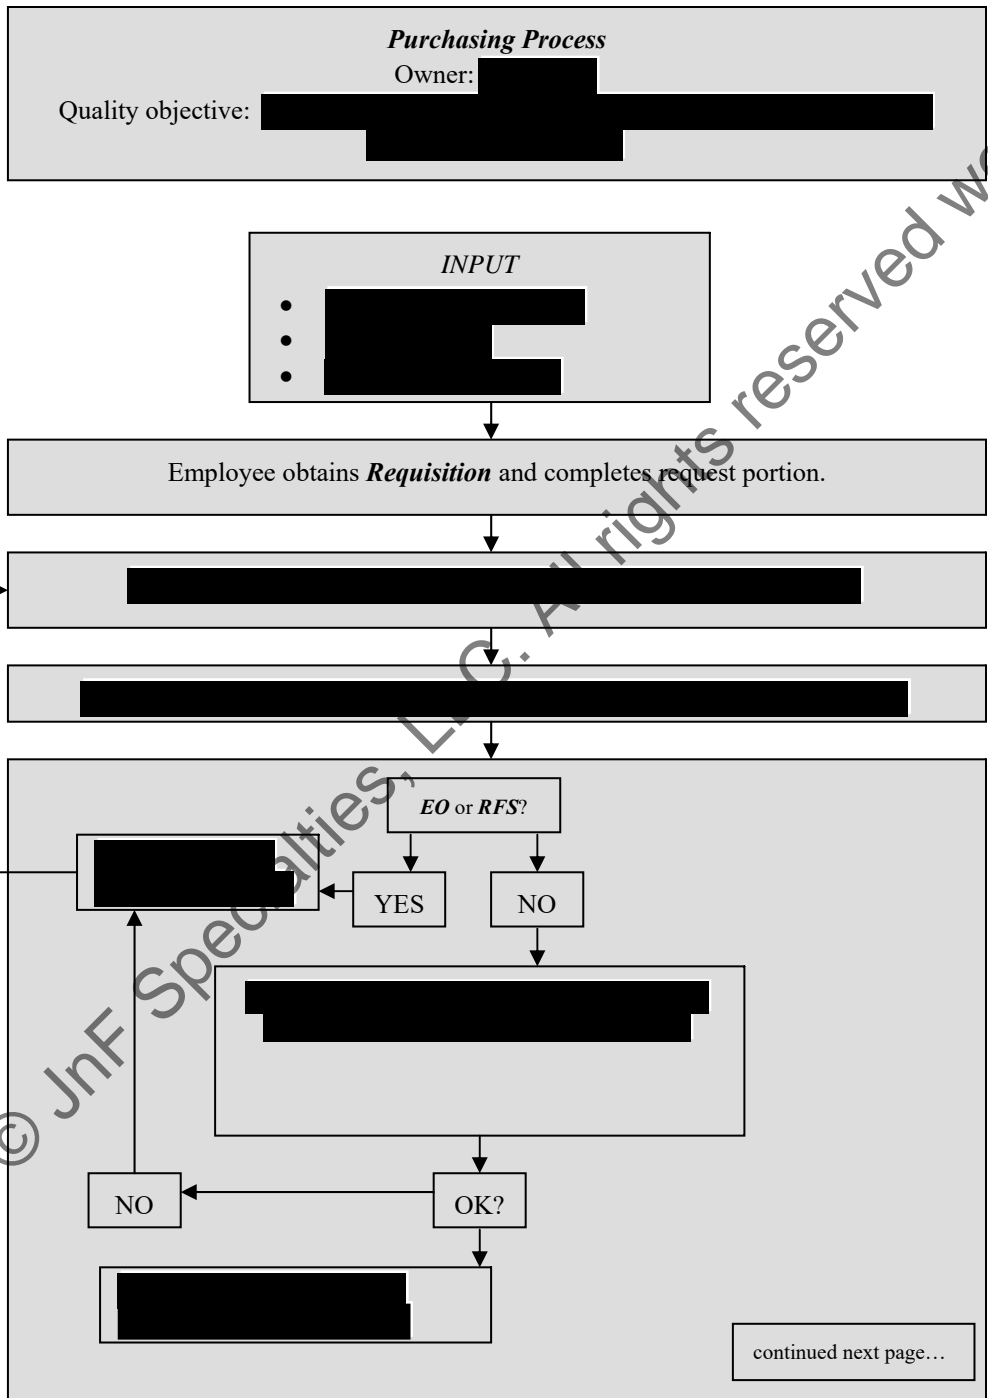 Purchasing Process
Owner:
Quality objective:
INPUT
Employee obtains Requisition and completes request portion.
EO or RFS?
YES
NO
NO
OK?
continued next page…
© JnF Specialties, LLC. All rights reserved